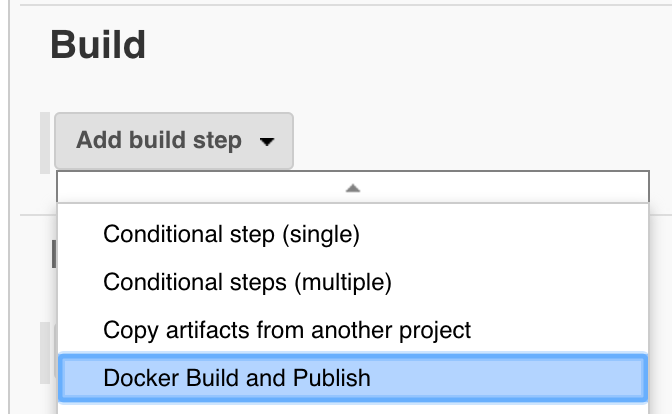 Build
Add build step
Conditional step (single)
Conditional steps (multiple)
Copy artifacts from another project
Docker Build and Publish